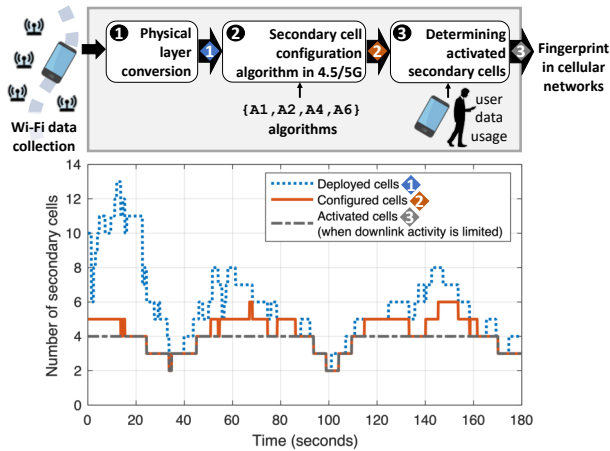 1 Physical layer conversion
1
2 Secondary cell configuration algorithm in 4.5/5G
2
3 Determining activated secondary cells
3
Fingerprint in cellular networks
Wi-Fi data collection
{A1,A2,A4,A6}
algorithms
user data usage
Number of secondary cells
14
12
10
8
6
4
2
0
Deployed cells 1
Configured cells 2
Activated cells 3
(when downlink activity is limited)
0 20 40 60 80 100 120 140 160 180
Time (seconds)